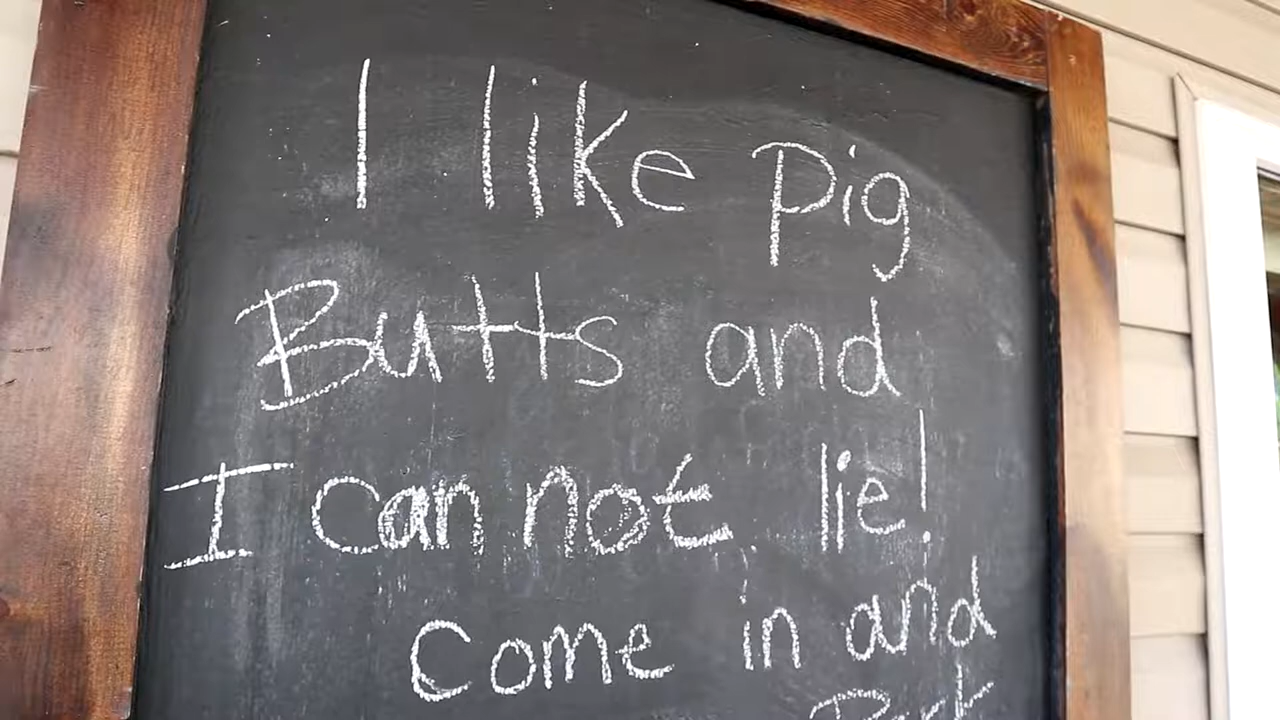 I like pig
Butts and
I can not lie!
Come in and